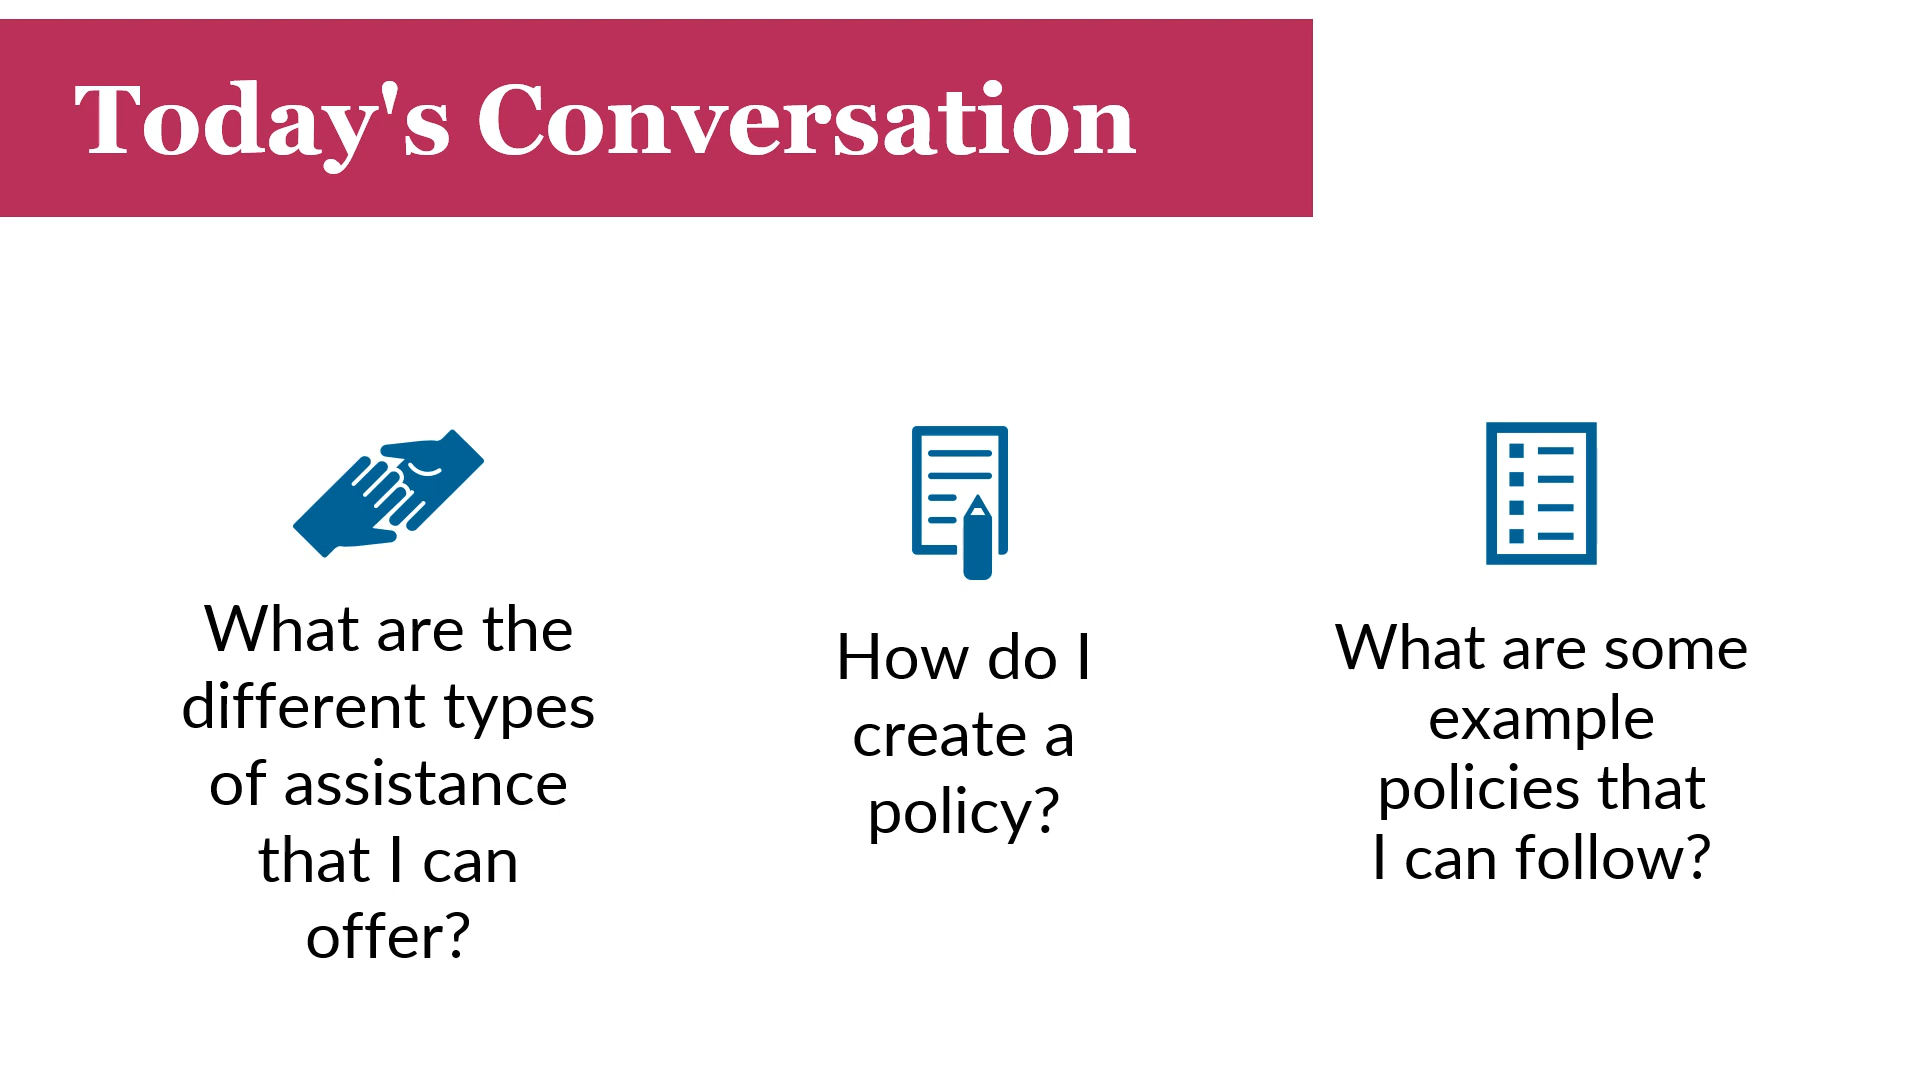 Today's Conversation
What are the
different types
of assistance
that I can
offer?
How do I
create a
policy?
What are some
example
policies that
I can follow?